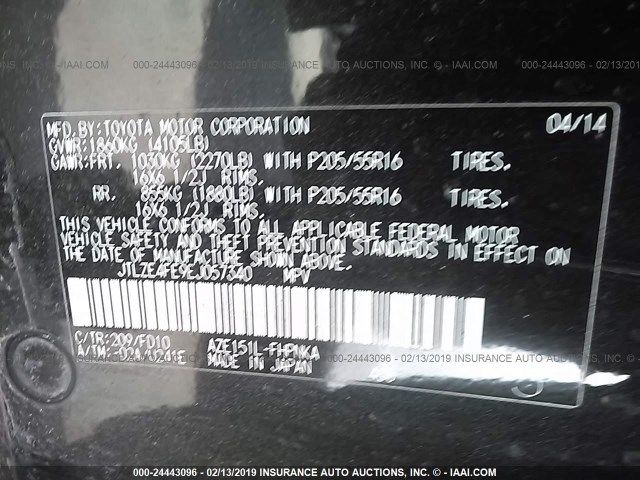 000-24443096 - 02/13/2019 INSURANCE AUTO AUCTIONS, INC. - © IAAI.COM
MFD.BY:TOYOTA MOTOR CORPORATION 04/14
GVWR:1860KG (4105LB)
GAWR:FRT. 1030KG (2270LB) WITH P205/55R16 TIRES.
16X6 1/2J RIMS.
RR. 855KG (1880LB) WITH P205/55R16 TIRES.
16X6 1/2J RIMS.
THIS VEHICLE CONFORMS TO ALL APPLICABLE FEDERAL MOTOR
VEHICLE SAFETY AND THEFT PREVENTION STANDARDS IN EFFECT ON
THE DATE OF MANUFACTURE SHOWN ABOVE.
JTLZE4FE9EJ057340 MPV
C/TR:209/FD10 AZE151L-FHPNKA
A/TM: MADE IN JAPAN
000-24443096 - 02/13/2019 INSURANCE AUTO AUCTIONS, INC. - © IAAI.COM